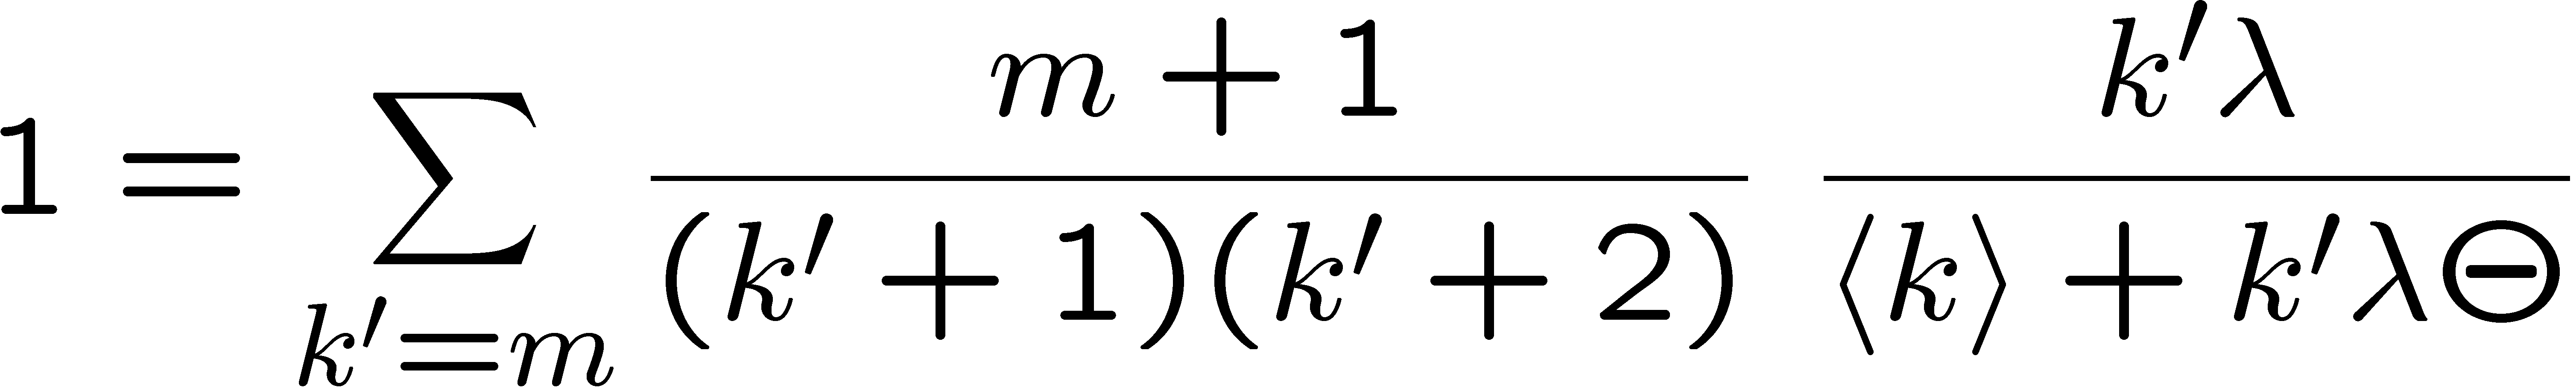 $1 = \sum_{k'=m} \frac{m+1}{(k'+1)(k'+2)} \frac{k'\lambda}{\langle k \rangle + k'\lambda\Theta}$